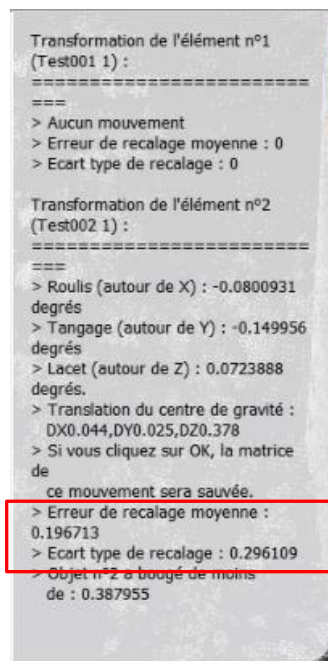 Transformation de l'élément n°1
(Test001 1) :
==========================
===
> Aucun mouvement
> Erreur de recalage moyenne : 0
> Ecart type de recalage : 0
Transformation de l'élément n°2
(Test002 1) :
==========================
===
> Roulis (autour de X) : -0.0800931
degrés
> Tangage (autour de Y) : -0.149956
degrés
> Lacet (autour de Z) : 0.0723888
degrés.
> Translation du centre de gravité :
DX0.044,DY0.025,DZ0.378
> Si vous cliquez sur OK, la matrice
de
ce mouvement sera sauvée.
> Erreur de recalage moyenne :
0.196713
> Ecart type de recalage : 0.296109
> Objet n°2 a bougé de moins
de : 0.387955